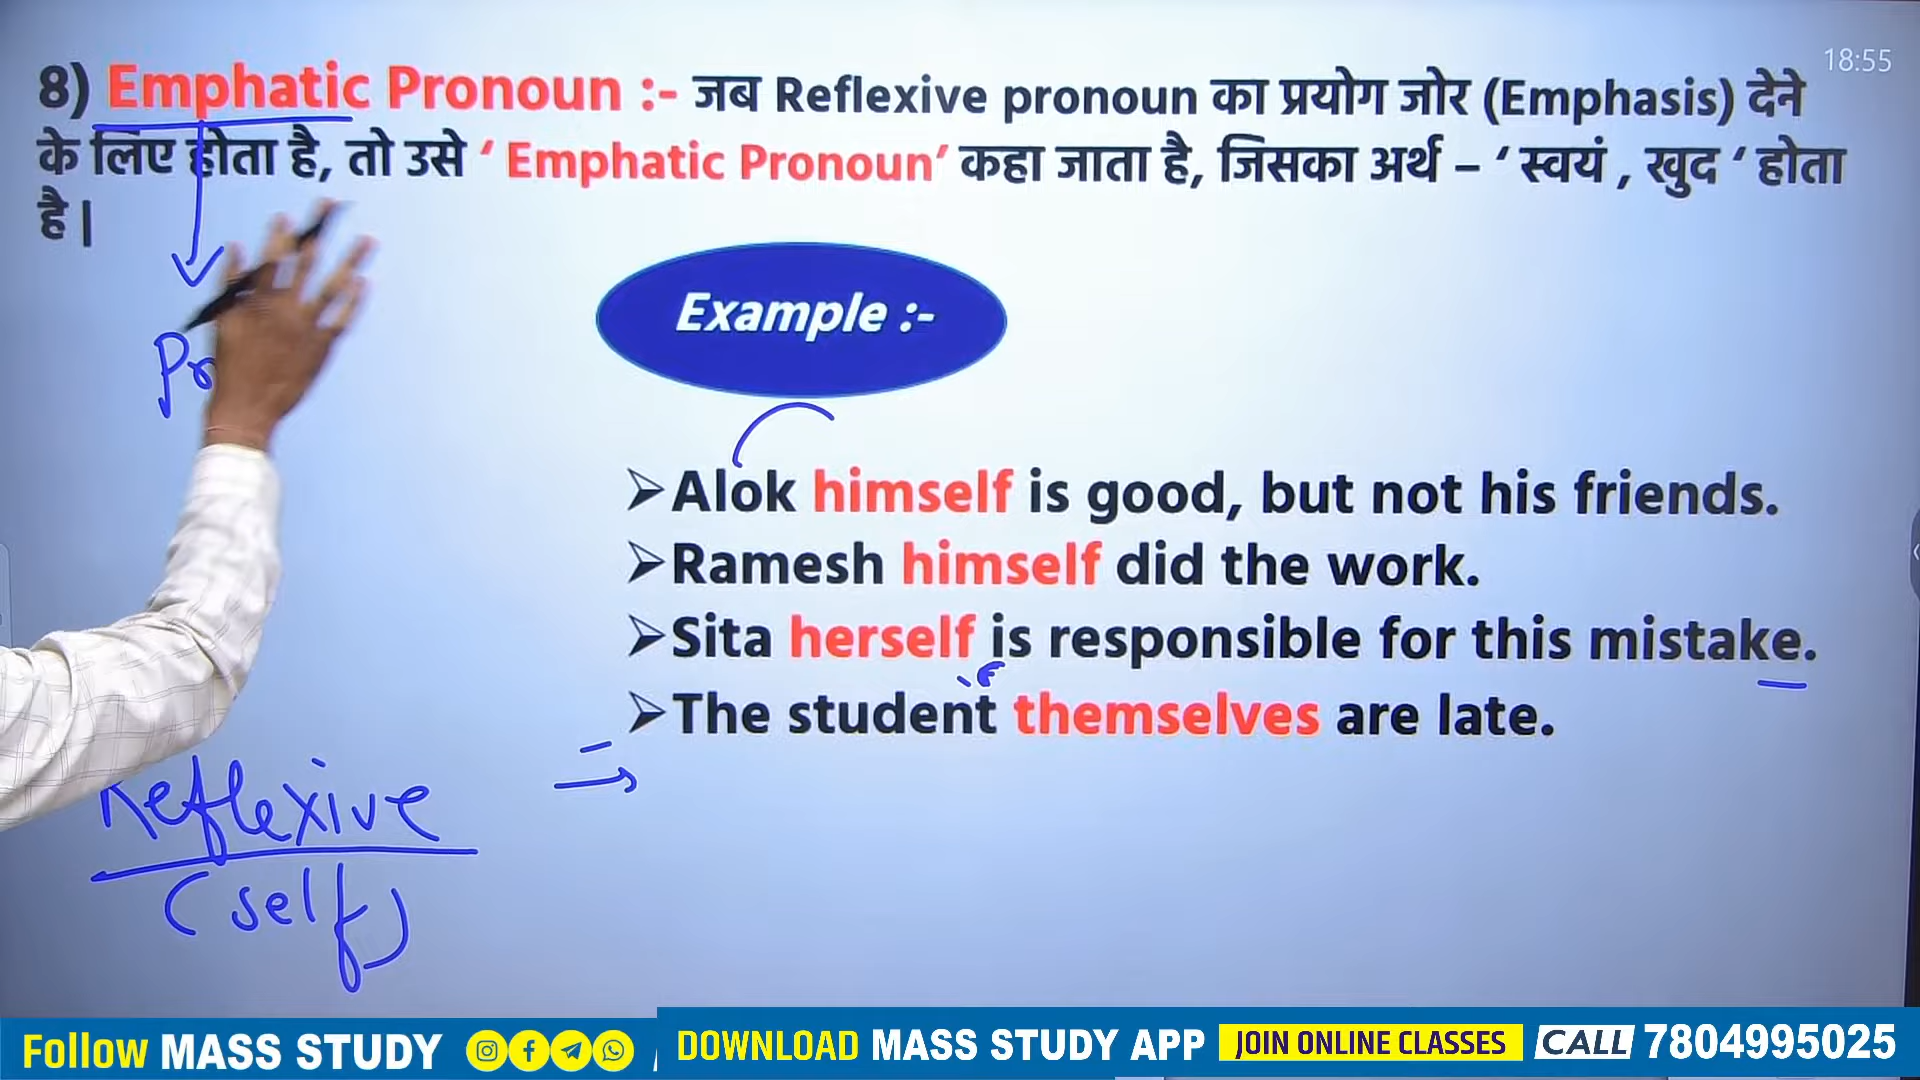 18:55
8) Emphatic Pronoun :- जब Reflexive pronoun का प्रयोग जोर (Emphasis) देने
के लिए होता है, तो उसे ‘ Emphatic Pronoun’ कहा जाता है, जिसका अर्थ – ‘ स्वयं , खुद ‘ होता
है |
Example :-
Pr
➢Alok himself is good, but not his friends.
➢Ramesh himself did the work.
➢Sita herself is responsible for this mistake.
➢The student themselves are late.
Reflexive
(self)
Follow MASS STUDY
DOWNLOAD MASS STUDY APP JOIN ONLINE CLASSES CALL 7804995025